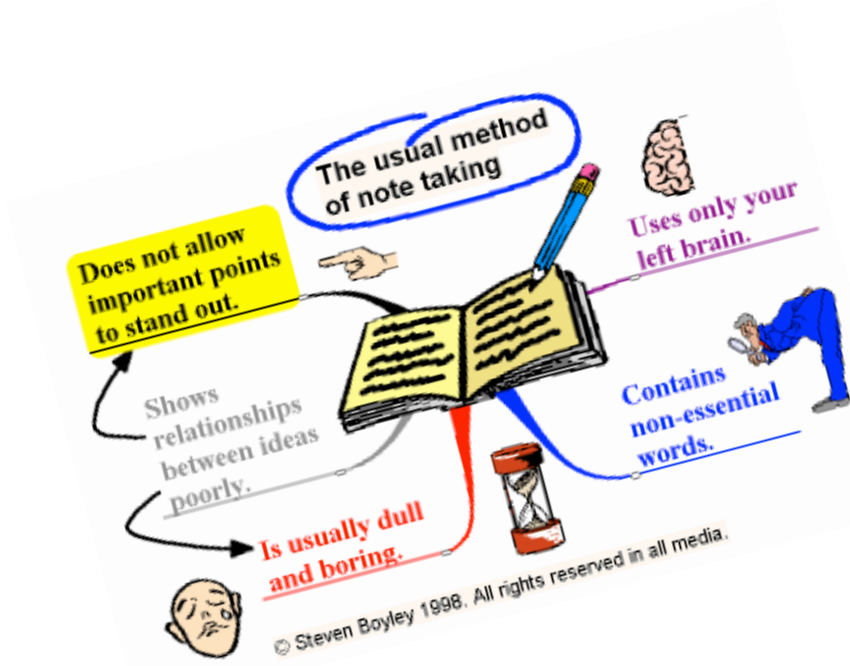 The usual method
of note taking
Does not allow
important points
to stand out.
Uses only your
left brain.
Shows
relationships
between ideas
poorly.
Contains
non-essential
words.
Is usually dull
and boring.
© Steven Boyley 1998. All rights reserved in all media.